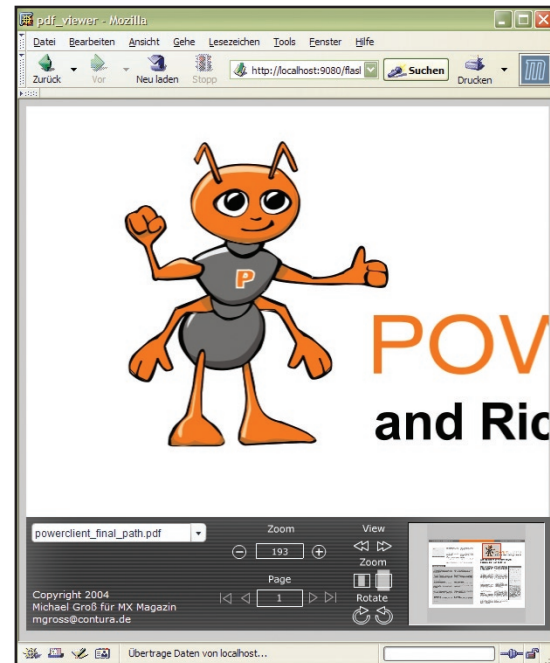 pdf_viewer - Mozilla
Datei Bearbeiten Ansicht Gehe Lesezeichen Tools Fenster Hilfe
Zurück Vor Neu laden Stopp http://localhost:9080/flasl Suchen Drucken
P
POV
and Ric
powerclient_final_path.pdf
Zoom
193
Page
1
View
Zoom
Rotate
Copyright 2004
Michael Groß für MX Magazin
mgross@contura.de
Übertrage Daten von localhost...